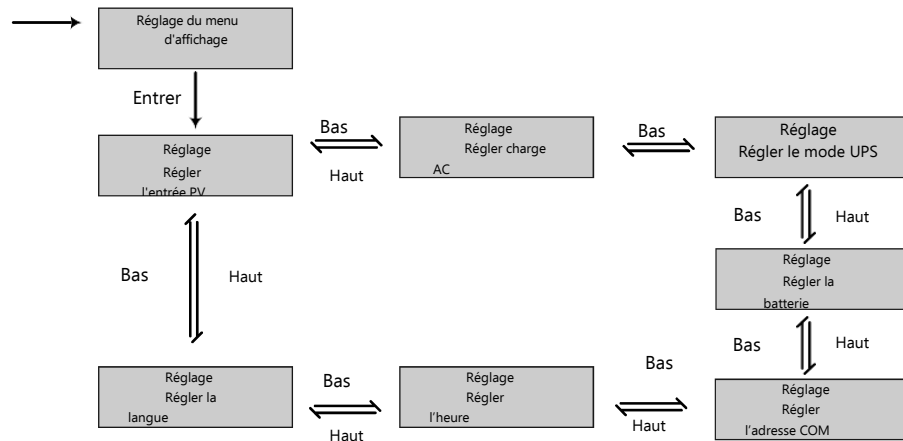 Réglage du menu
d'affichage
Entrer
Réglage
Régler
l'entrée PV
Bas
Haut
Réglage
Régler charge
AC
Bas
Réglage
Régler le mode UPS
Bas
Haut
Réglage
Régler la
batterie
Bas
Haut
Réglage
Régler
l'adresse COM
Bas
Haut
Réglage
Régler
l'heure
Bas
Haut
Réglage
Régler la
langue
Bas
Haut